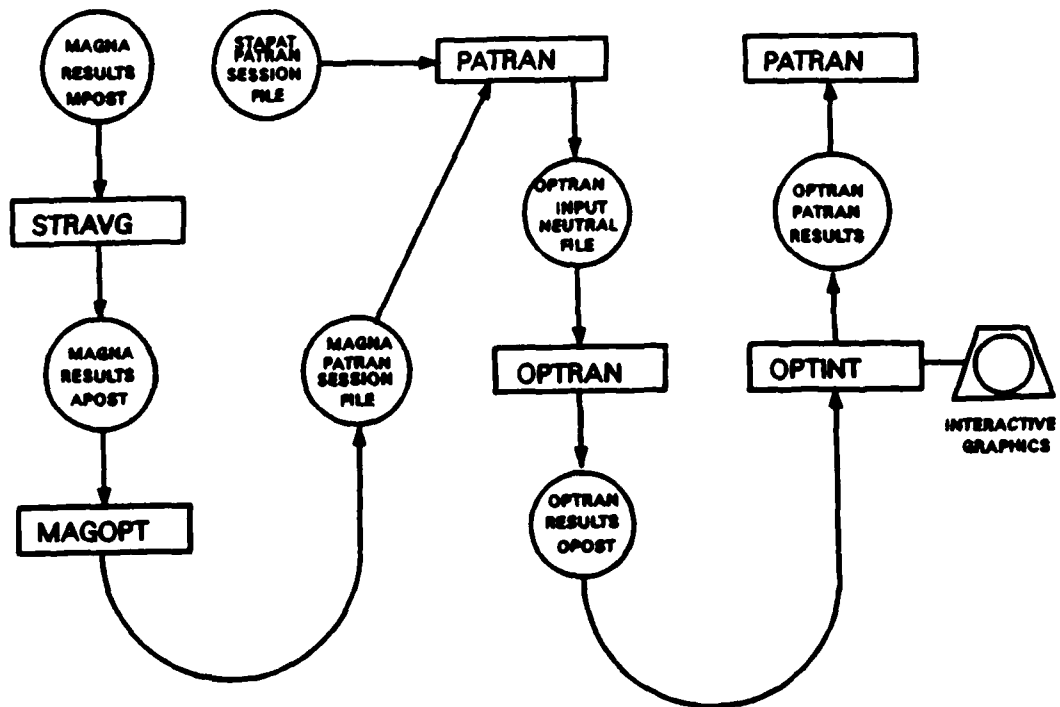 MAGNA
RESULTS
MPOST
STRAVG
MAGNA
RESULTS
APOST
MAGOPT
STAPAT
PATRAN
SESSION
FILE
MAGNA
PATRAN
SESSION
FILE
PATRAN
OPTRAN
INPUT
NEUTRAL
FILE
OPTRAN
OPTRAN
RESULTS
OPOST
PATRAN
OPTRAN
PATRAN
RESULTS
OPTINT
INTERACTIVE
GRAPHICS